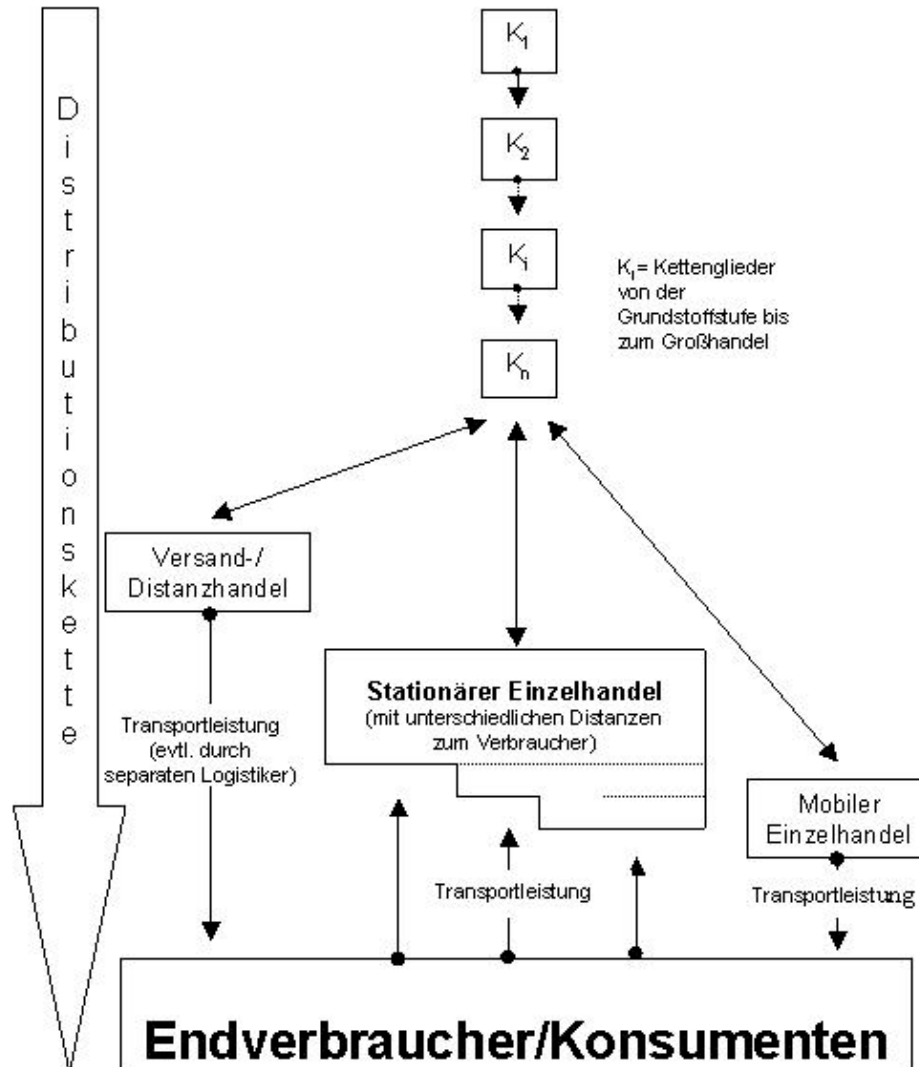 Distributionskette
K1
K2
Ki
Ki= Kettenglieder
von der
Grundstoffstufe bis
zum Großhandel
Kn
Versand-/
Distanzhandel
Stationärer Einzelhandel
(mit unterschiedlichen Distanzen
zum Verbraucher)
Transportleistung
(evtl. durch
separaten Logistiker)
Mobiler
Einzelhandel
Transportleistung
Transportleistung
Endverbraucher/Konsumenten